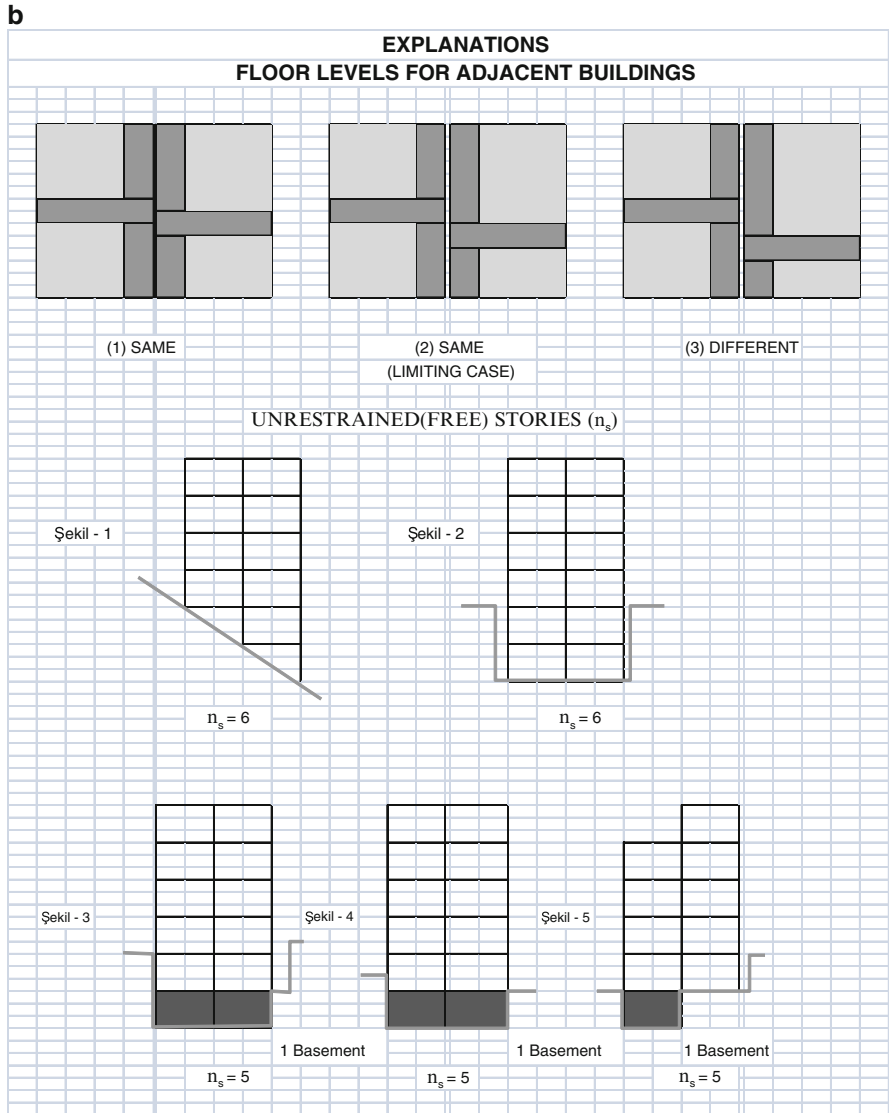 b
EXPLANATIONS
FLOOR LEVELS FOR ADJACENT BUILDINGS
(1) SAME
(2) SAME
(LIMITING CASE)
(3) DIFFERENT
UNRESTRAINED(FREE) STORIES (nₛ)
Şekil - 1
Şekil - 2
nₛ = 6
nₛ = 6
Şekil - 3
Şekil - 4
Şekil - 5
1 Basement
1 Basement
1 Basement
nₛ = 5
nₛ = 5
nₛ = 5